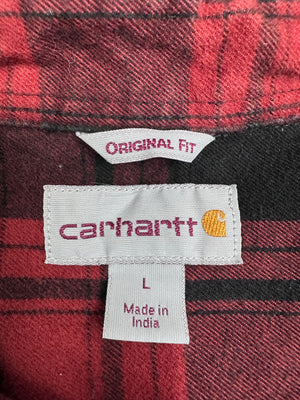 ORIGINAL FIT
carhartt
L
Made in
India